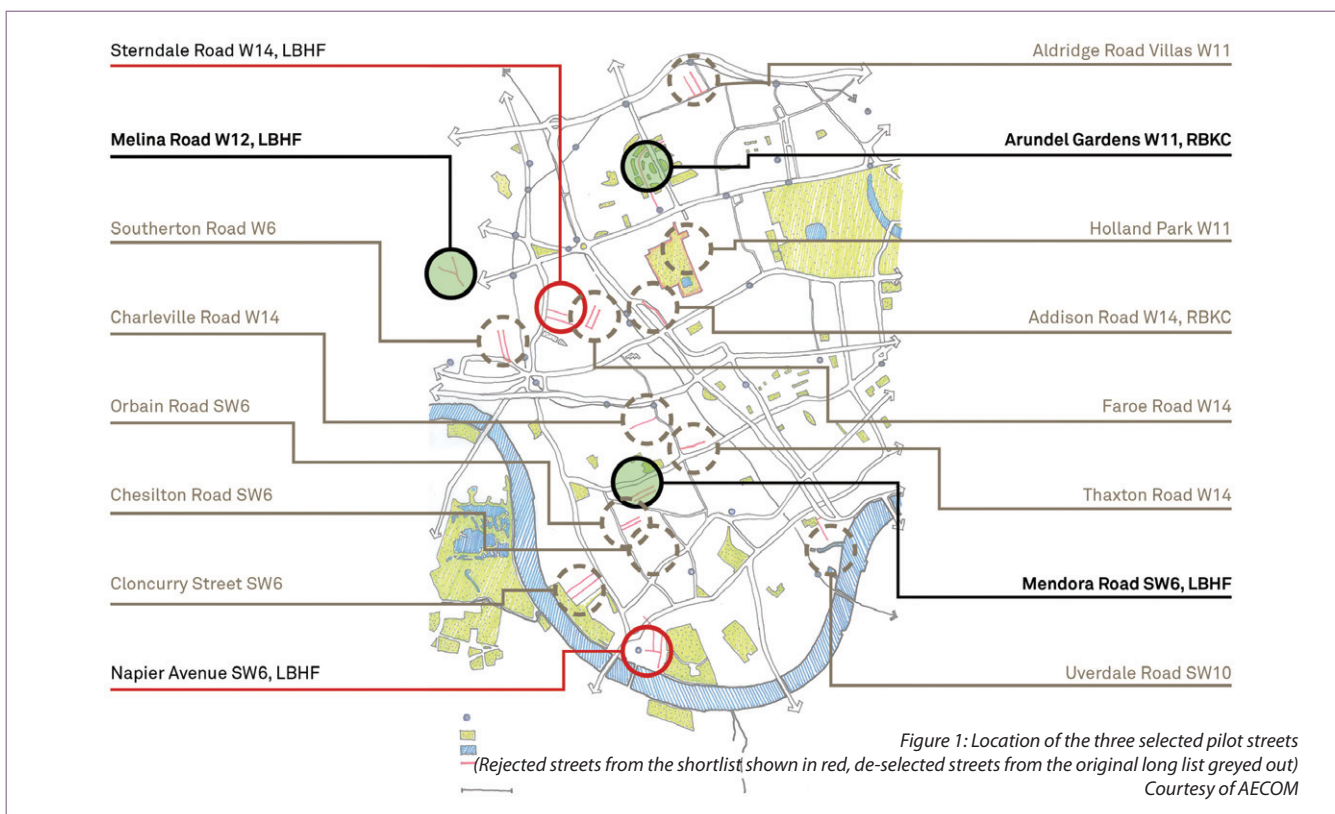 Sterndale Road W14, LBHF
Melina Road W12, LBHF
Southerton Road W6
Charleville Road W14
Orbain Road SW6
Chesilton Road SW6
Cloncurry Street SW6
Napier Avenue SW6, LBHF
Aldridge Road Villas W11
Arundel Gardens W11, RBKC
Holland Park W11
Addison Road W14, RBKC
Faroe Road W14
Thaxton Road W14
Mendora Road SW6, LBHF
Uverdale Road SW10
Figure 1: Location of the three selected pilot streets
(Rejected streets from the shortlist shown in red, de-selected streets from the original long list greyed out)
Courtesy of AECOM